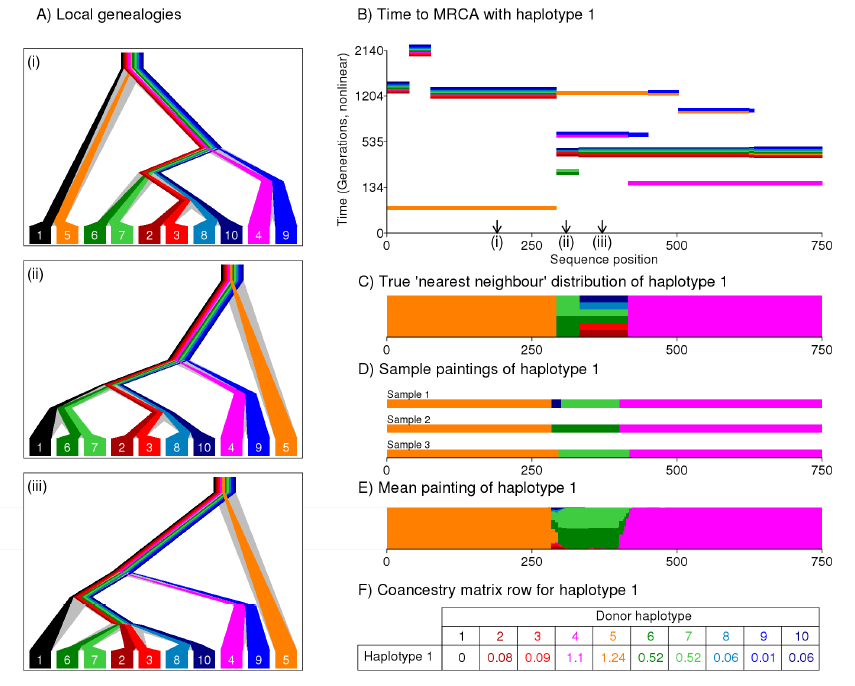 A) Local genealogies
(i)
1 5 6 7 2 3 8 10 4 9
(ii)
1 6 7 2 3 8 10 4 9 5
(iii)
1 6 7 2 3 8 10 4 9 5
B) Time to MRCA with haplotype 1
Time (Generations, nonlinear)
2140
1204
535
134
0
(i) (ii) (iii)
0 250 500 750
Sequence position
C) True 'nearest neighbour' distribution of haplotype 1
0 250 500 750
D) Sample paintings of haplotype 1
Sample 1
Sample 2
Sample 3
0 250 500 750
E) Mean painting of haplotype 1
0 250 500 750
F) Coancestry matrix row for haplotype 1
Donor haplotype
1 2 3 4 5 6 7 8 9 10
Haplotype 1 0 0.08 0.09 1.1 1.24 0.52 0.52 0.06 0.01 0.06